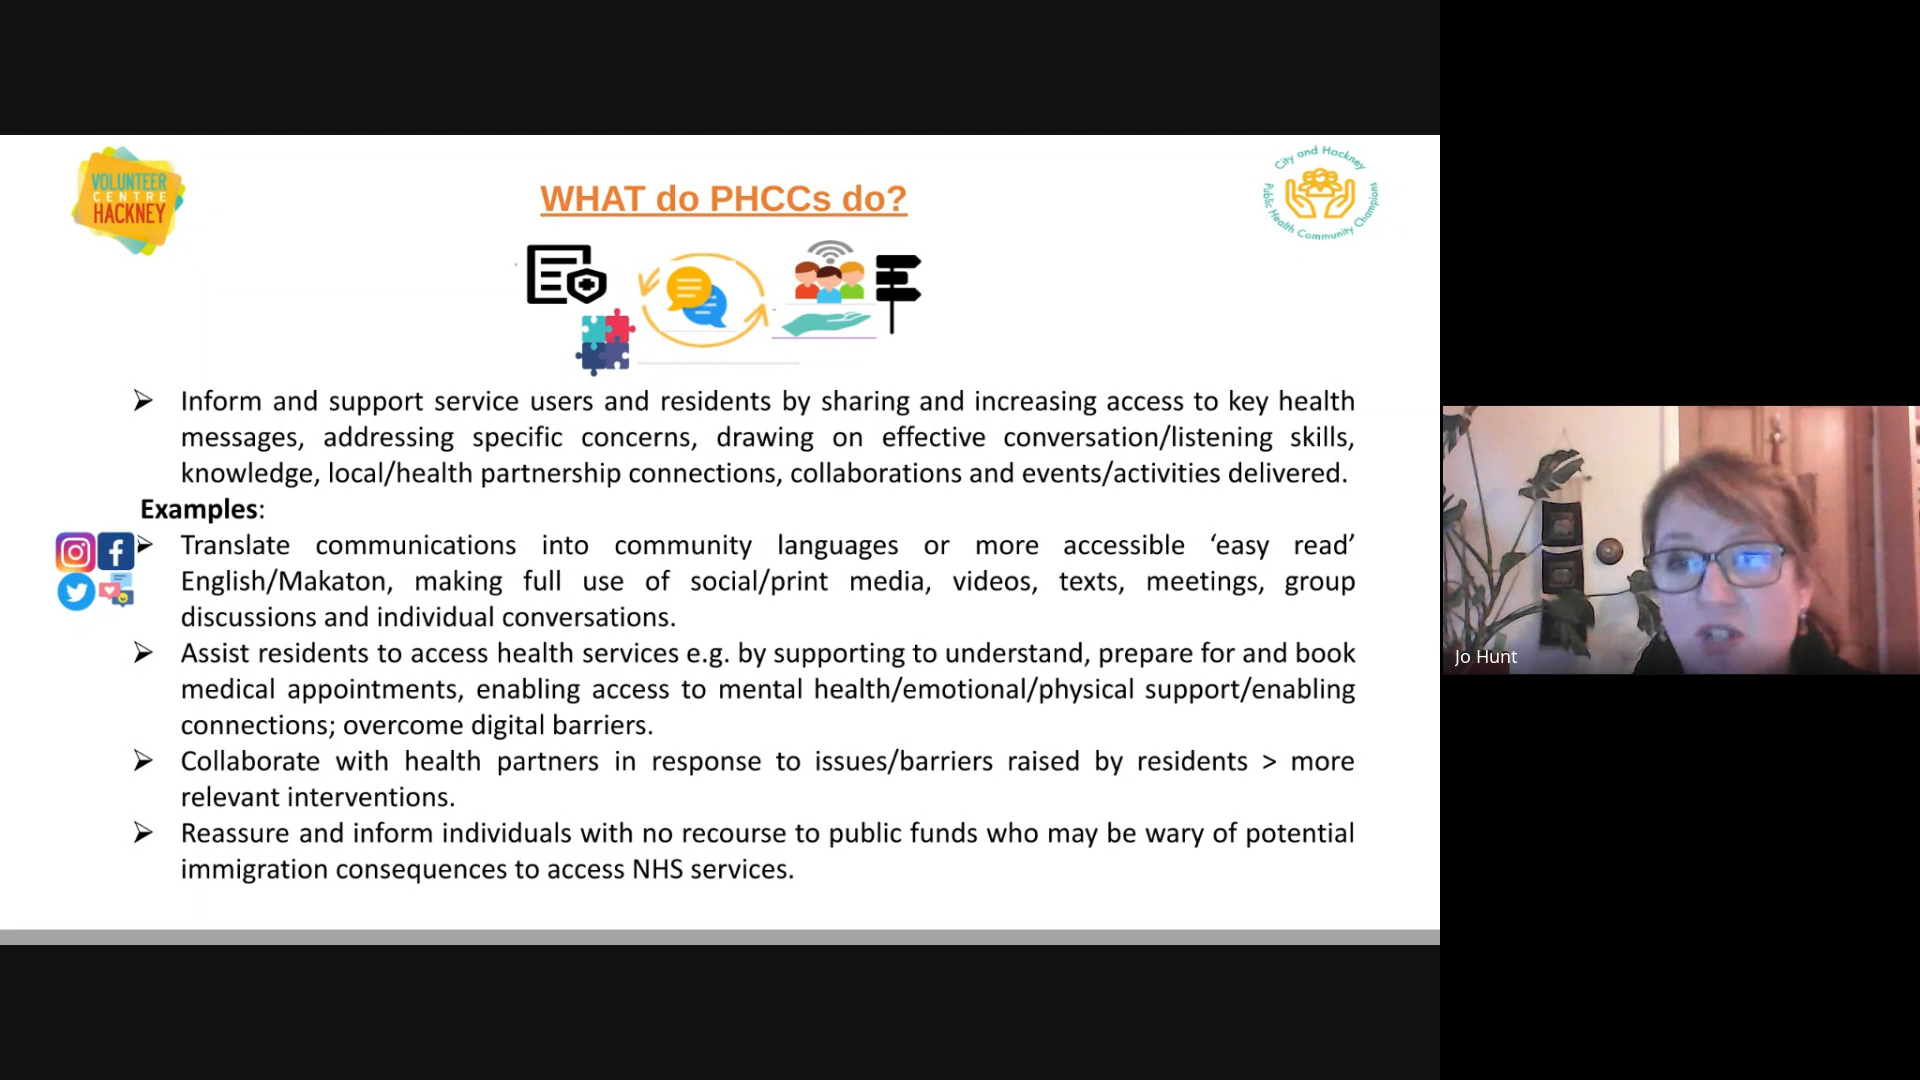 VOLUNTEER
CENTRE
HACKNEY
WHAT do PHCCs do?
City and Hackney
Public Health Community Champions
Inform and support service users and residents by sharing and increasing access to key health
messages, addressing specific concerns, drawing on effective conversation/listening skills,
knowledge, local/health partnership connections, collaborations and events/activities delivered.
Examples:
Translate communications into community languages or more accessible ‘easy read’
English/Makaton, making full use of social/print media, videos, texts, meetings, group
discussions and individual conversations.
Assist residents to access health services e.g. by supporting to understand, prepare for and book
medical appointments, enabling access to mental health/emotional/physical support/enabling
connections; overcome digital barriers.
Collaborate with health partners in response to issues/barriers raised by residents > more
relevant interventions.
Reassure and inform individuals with no recourse to public funds who may be wary of potential
immigration consequences to access NHS services.
Jo Hunt